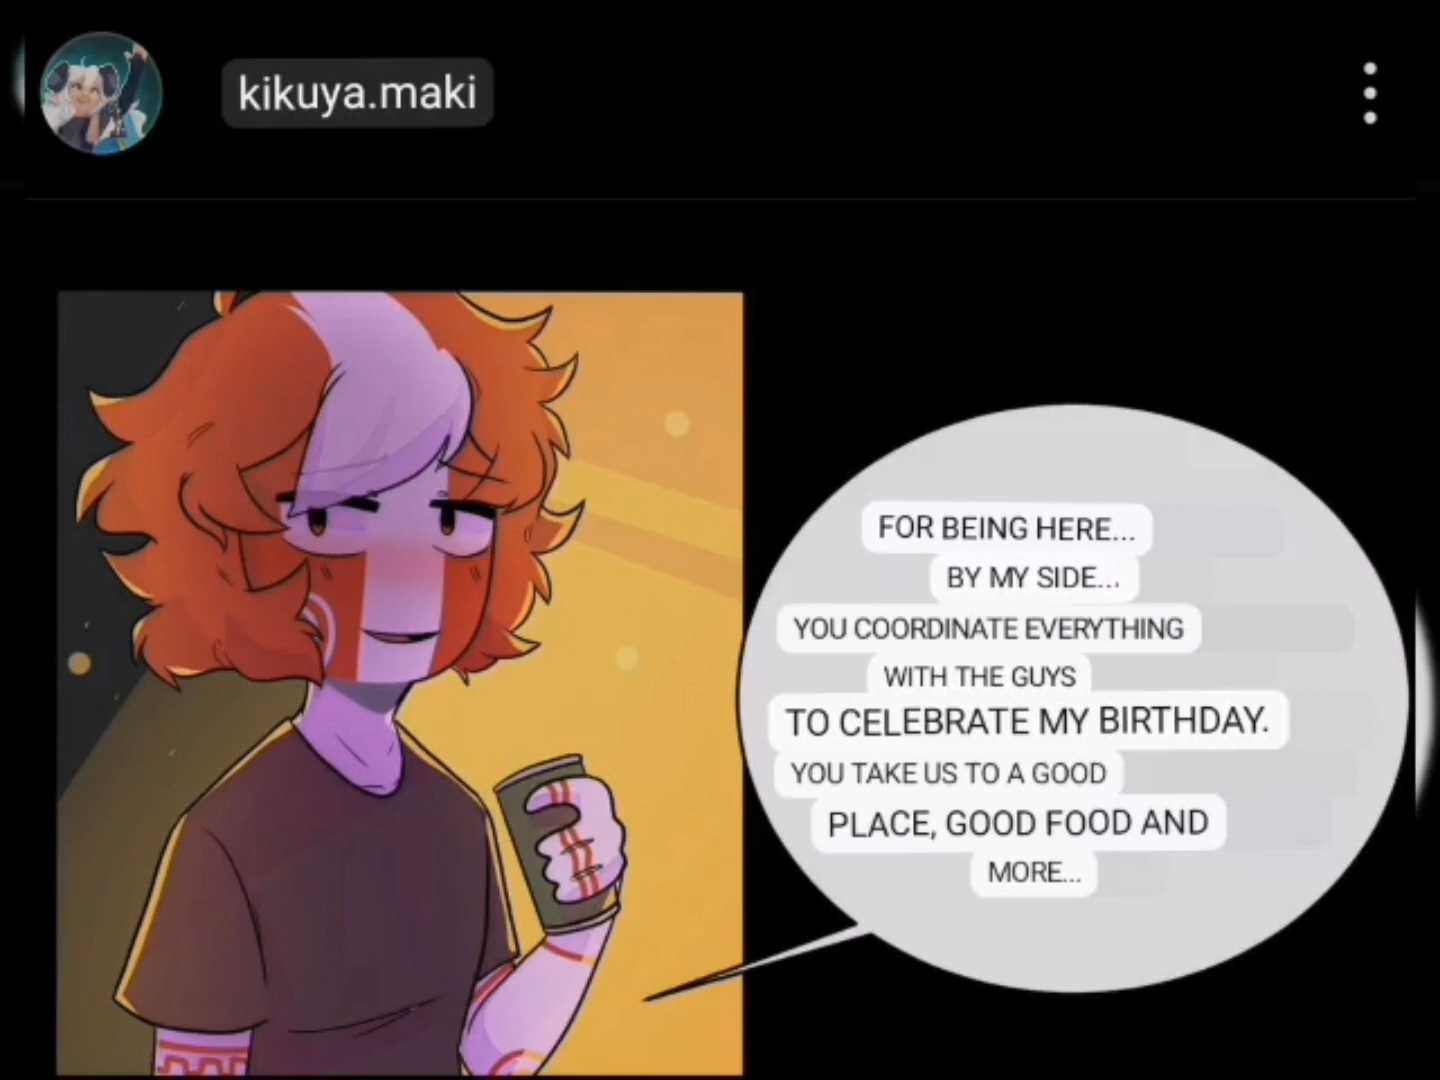 kikuya.maki
FOR BEING HERE...
BY MY SIDE...
YOU COORDINATE EVERYTHING
WITH THE GUYS
TO CELEBRATE MY BIRTHDAY.
YOU TAKE US TO A GOOD
PLACE, GOOD FOOD AND
MORE...